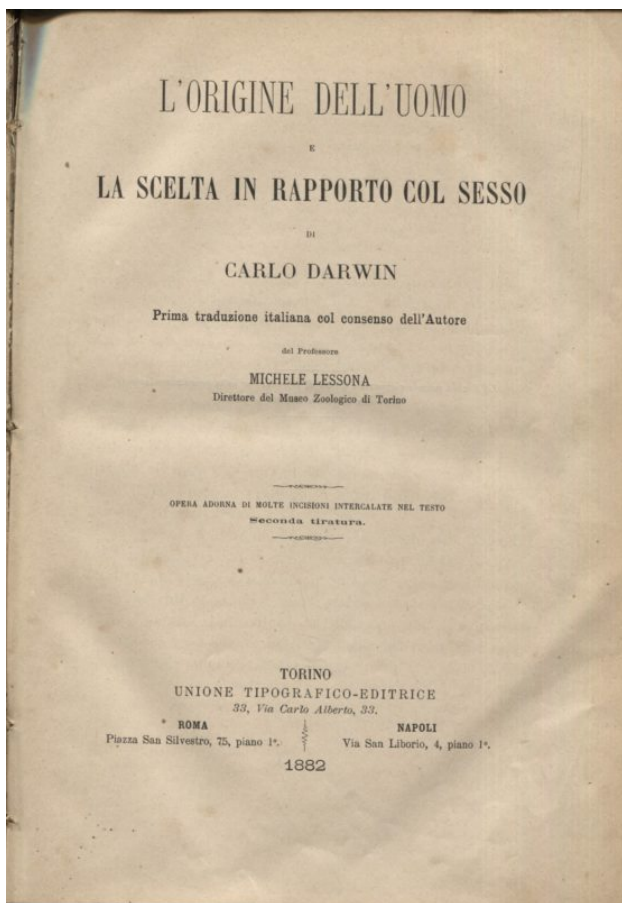 L'ORIGINE DELL'UOMO
E
LA SCELTA IN RAPPORTO COL SESSO
DI
CARLO DARWIN
Prima traduzione italiana col consenso dell'Autore
del Professore
MICHELE LESSONA
Direttore del Museo Zoologico di Torino
OPERA ADORNA DI MOLTE INCISIONI INTERCALATE NEL TESTO
Seconda tiratura.
TORINO
UNIONE TIPOGRAFICO-EDITRICE
33, Via Carlo Alberto, 33.
ROMA
Piazza San Silvestro, 75, piano 1º.
NAPOLI
Via San Liborio, 4, piano 1º.
1882